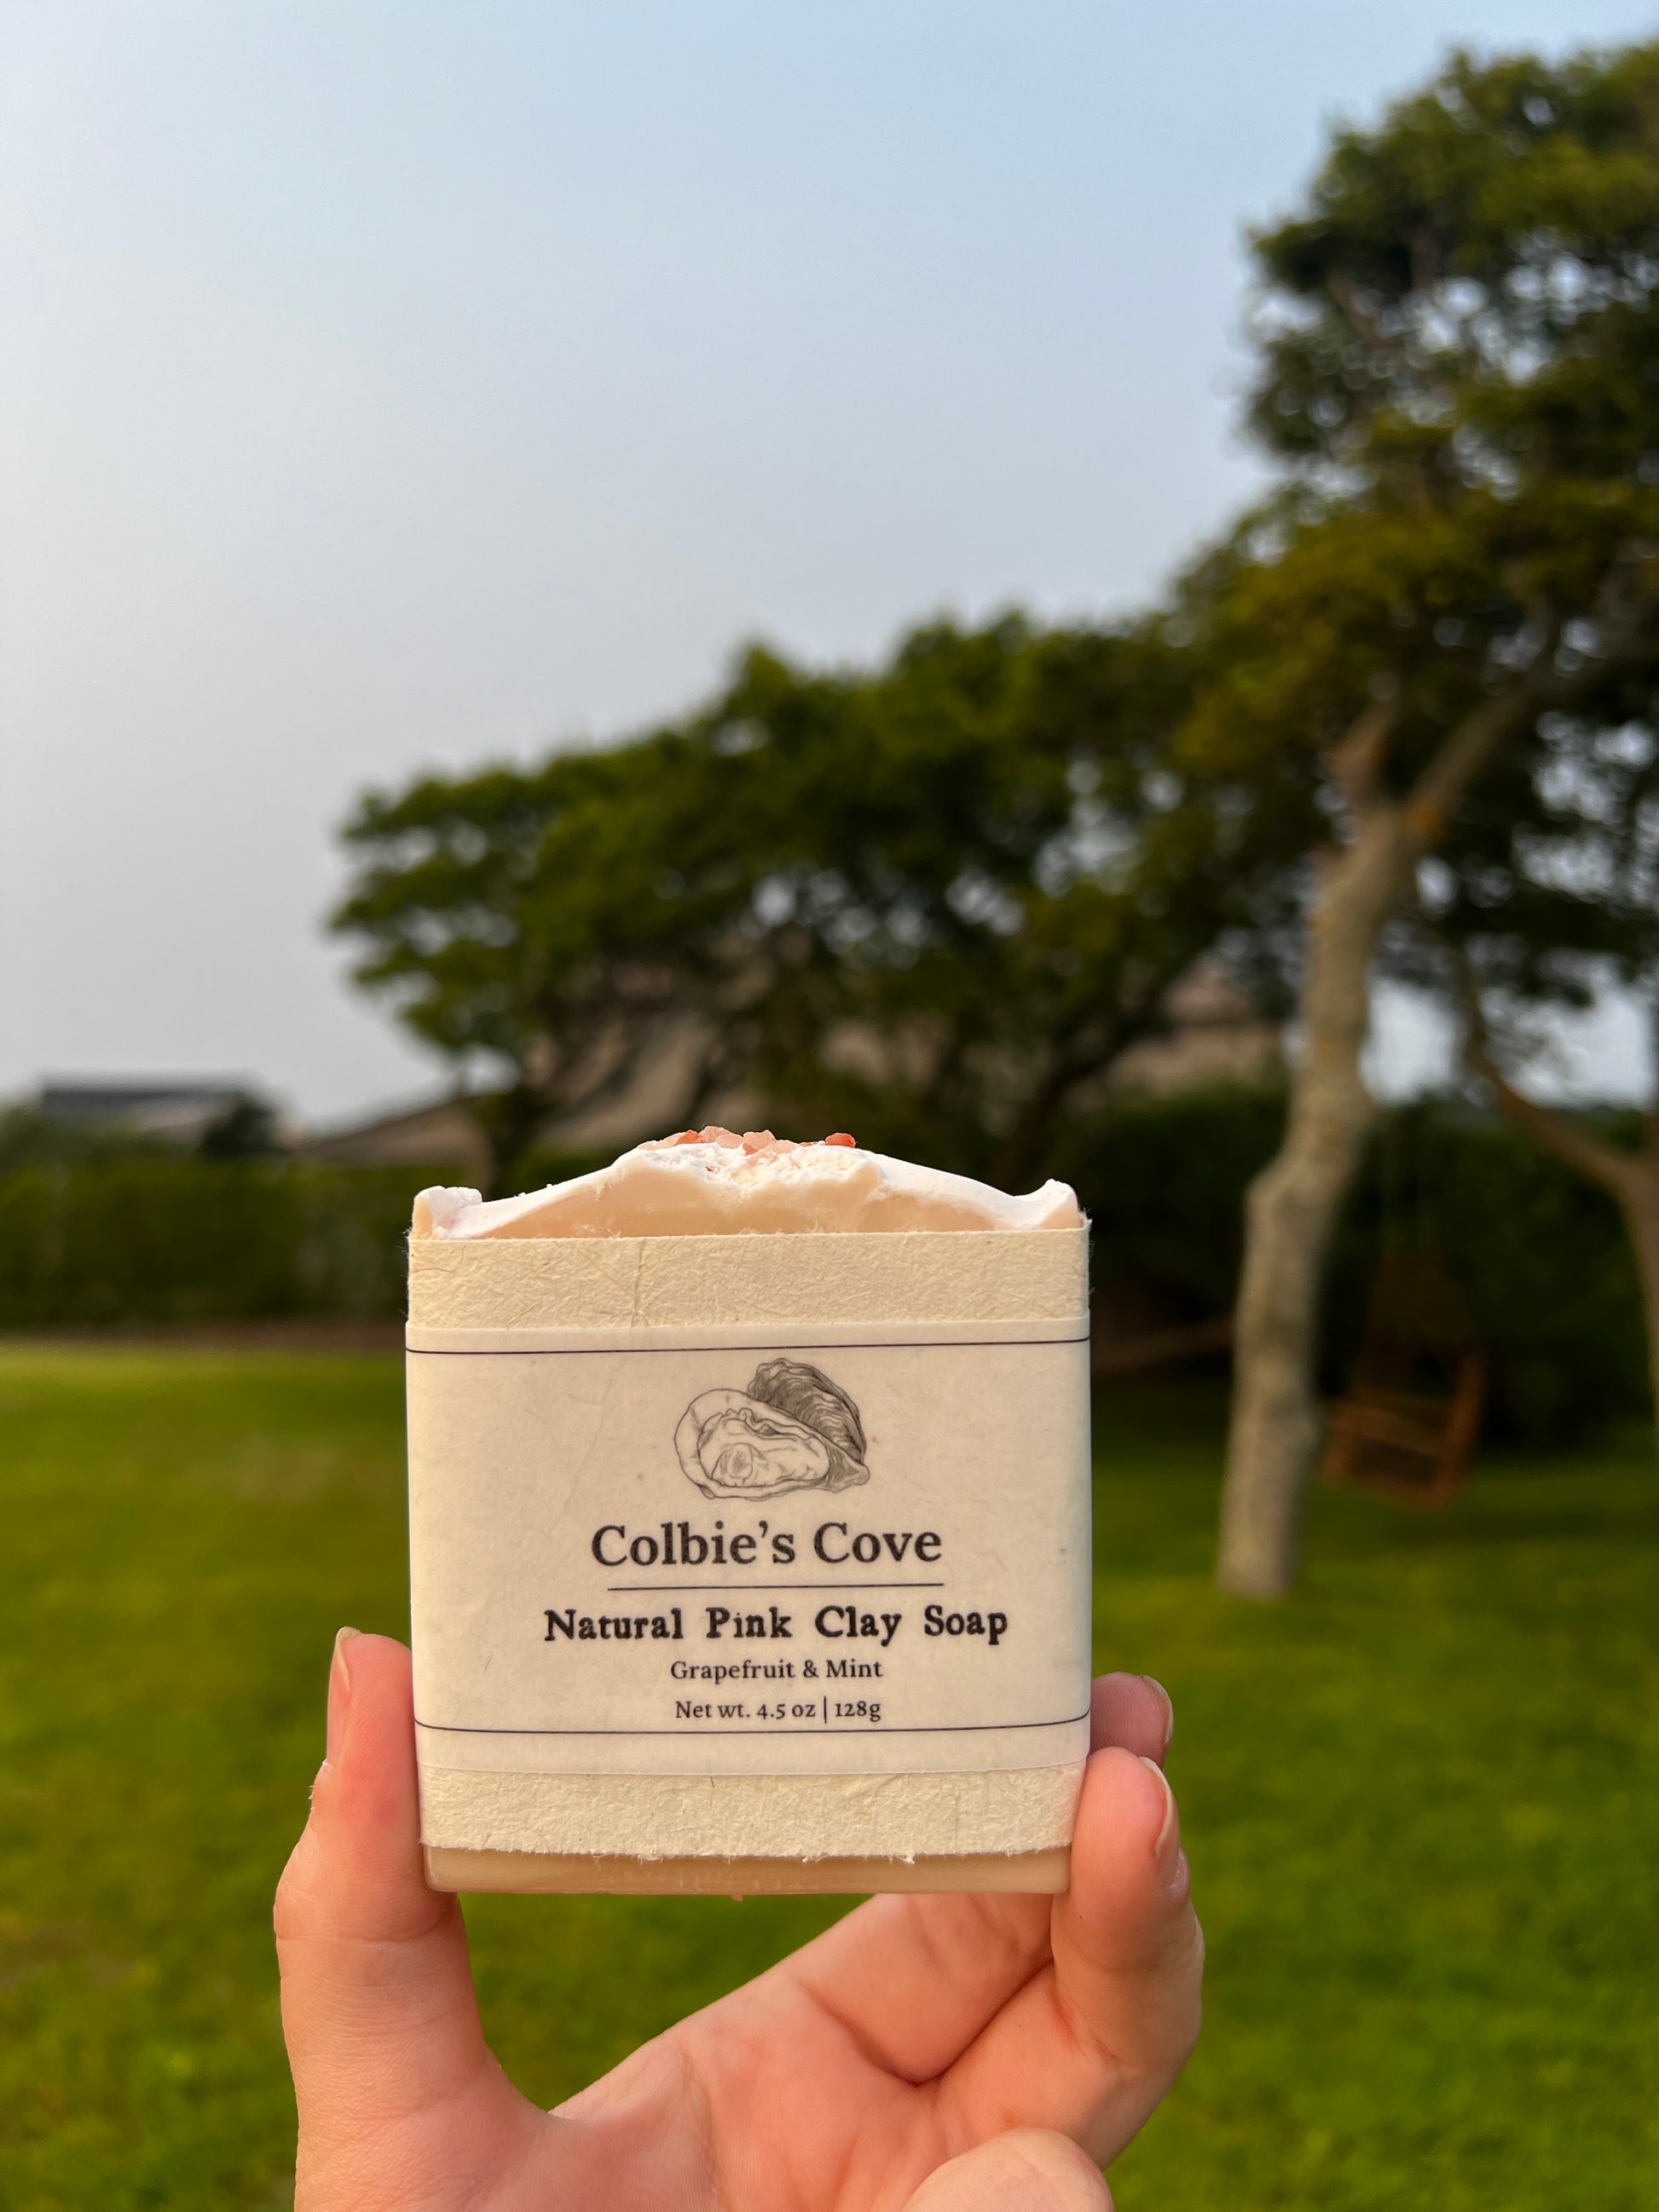 Colbie’s Cove
Natural Pink Clay Soap
Grapefruit & Mint
Net wt. 4.5 oz | 128g